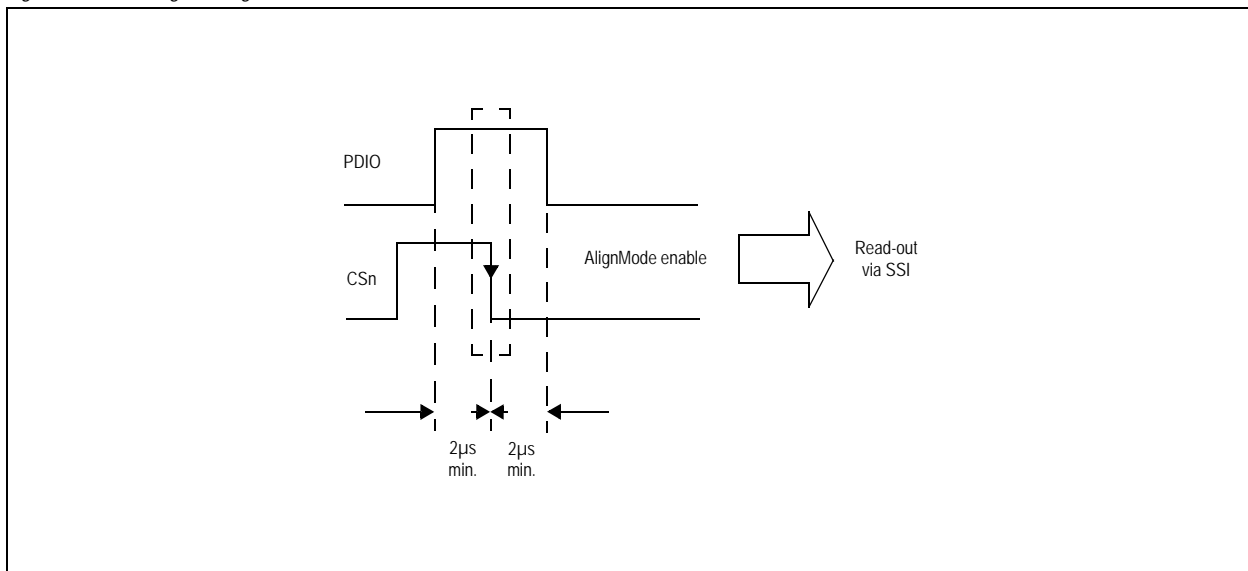 PDIO
CSn
AlignMode enable
Read-out
via SSI
2µs
min.
2µs
min.